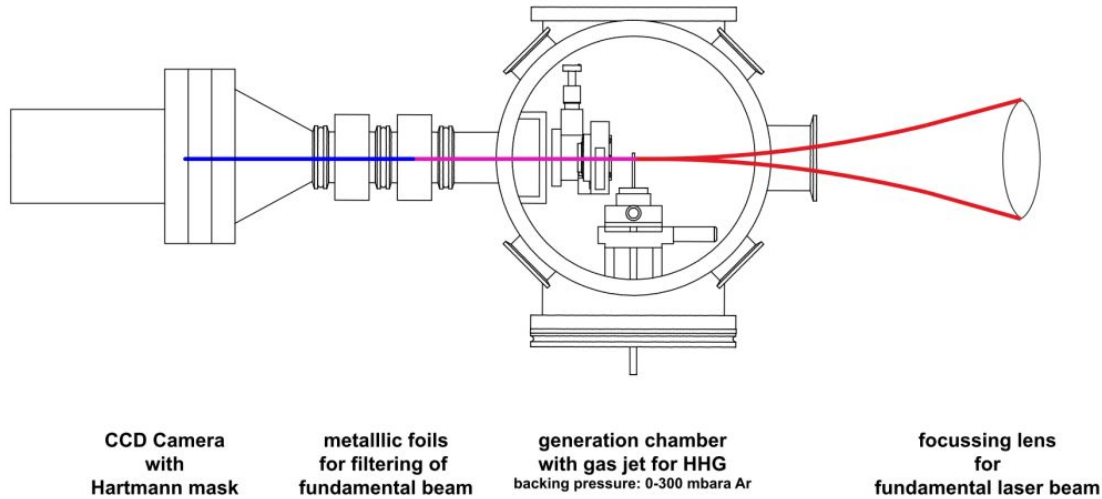 CCD Camera
with
Hartmann mask
metalllic foils
for filtering of
fundamental beam
generation chamber
with gas jet for HHG
backing pressure: 0-300 mbara Ar
focussing lens
for
fundamental laser beam